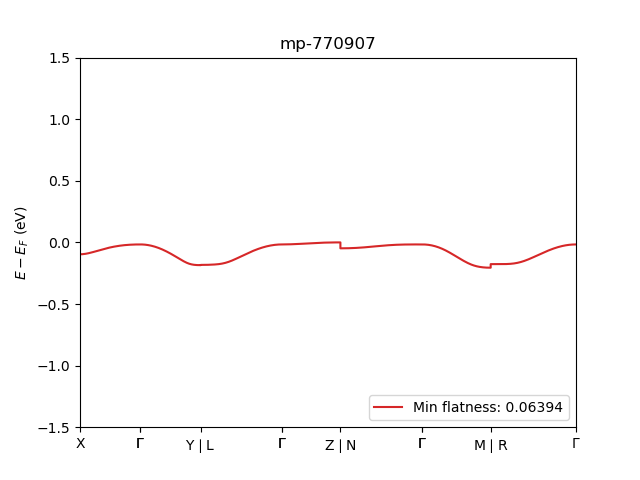 mp-770907
E − E_F (eV)
1.5
1.0
0.5
0.0
−0.5
−1.0
−1.5
Min flatness: 0.06394
X Γ Y | L Γ Z | N Γ M | R Γ